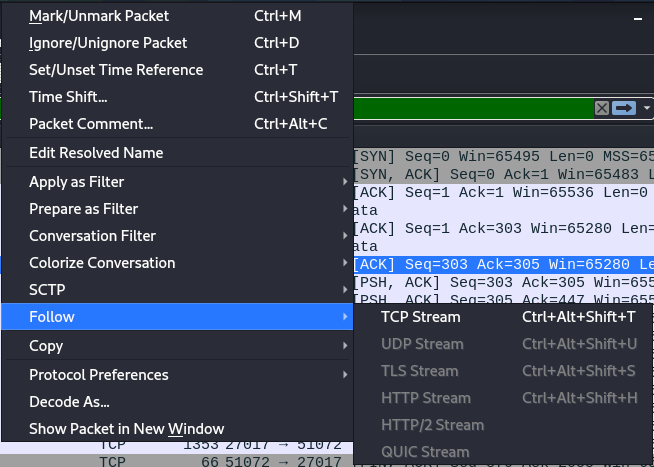 Mark/Unmark Packet Ctrl+M
Ignore/Unignore Packet Ctrl+D
Set/Unset Time Reference Ctrl+T
Time Shift... Ctrl+Shift+T
Packet Comment... Ctrl+Alt+C
Edit Resolved Name
Apply as Filter
Prepare as Filter
Conversation Filter
Colorize Conversation
SCTP
Follow
Copy
Protocol Preferences
Decode As...
Show Packet in New Window
[SYN] Seq=0 Win=65495 Len=0 MSS=65
[SYN, ACK] Seq=0 Ack=1 Win=65483 L
[ACK] Seq=1 Ack=1 Win=65536 Len=0
ata
[ACK] Seq=1 Ack=303 Win=65280 Len=
ata
[ACK] Seq=303 Ack=305 Win=65280 Le
[PSH, ACK] Seq=303 Ack=305 Win=655
[PSH, ACK] Seq=305 Ack=447 Win=655
TCP Stream Ctrl+Alt+Shift+T
UDP Stream Ctrl+Alt+Shift+U
TLS Stream Ctrl+Alt+Shift+S
HTTP Stream Ctrl+Alt+Shift+H
HTTP/2 Stream
QUIC Stream
TCP 1353 27017 → 51072
TCP 66 51072 → 27017